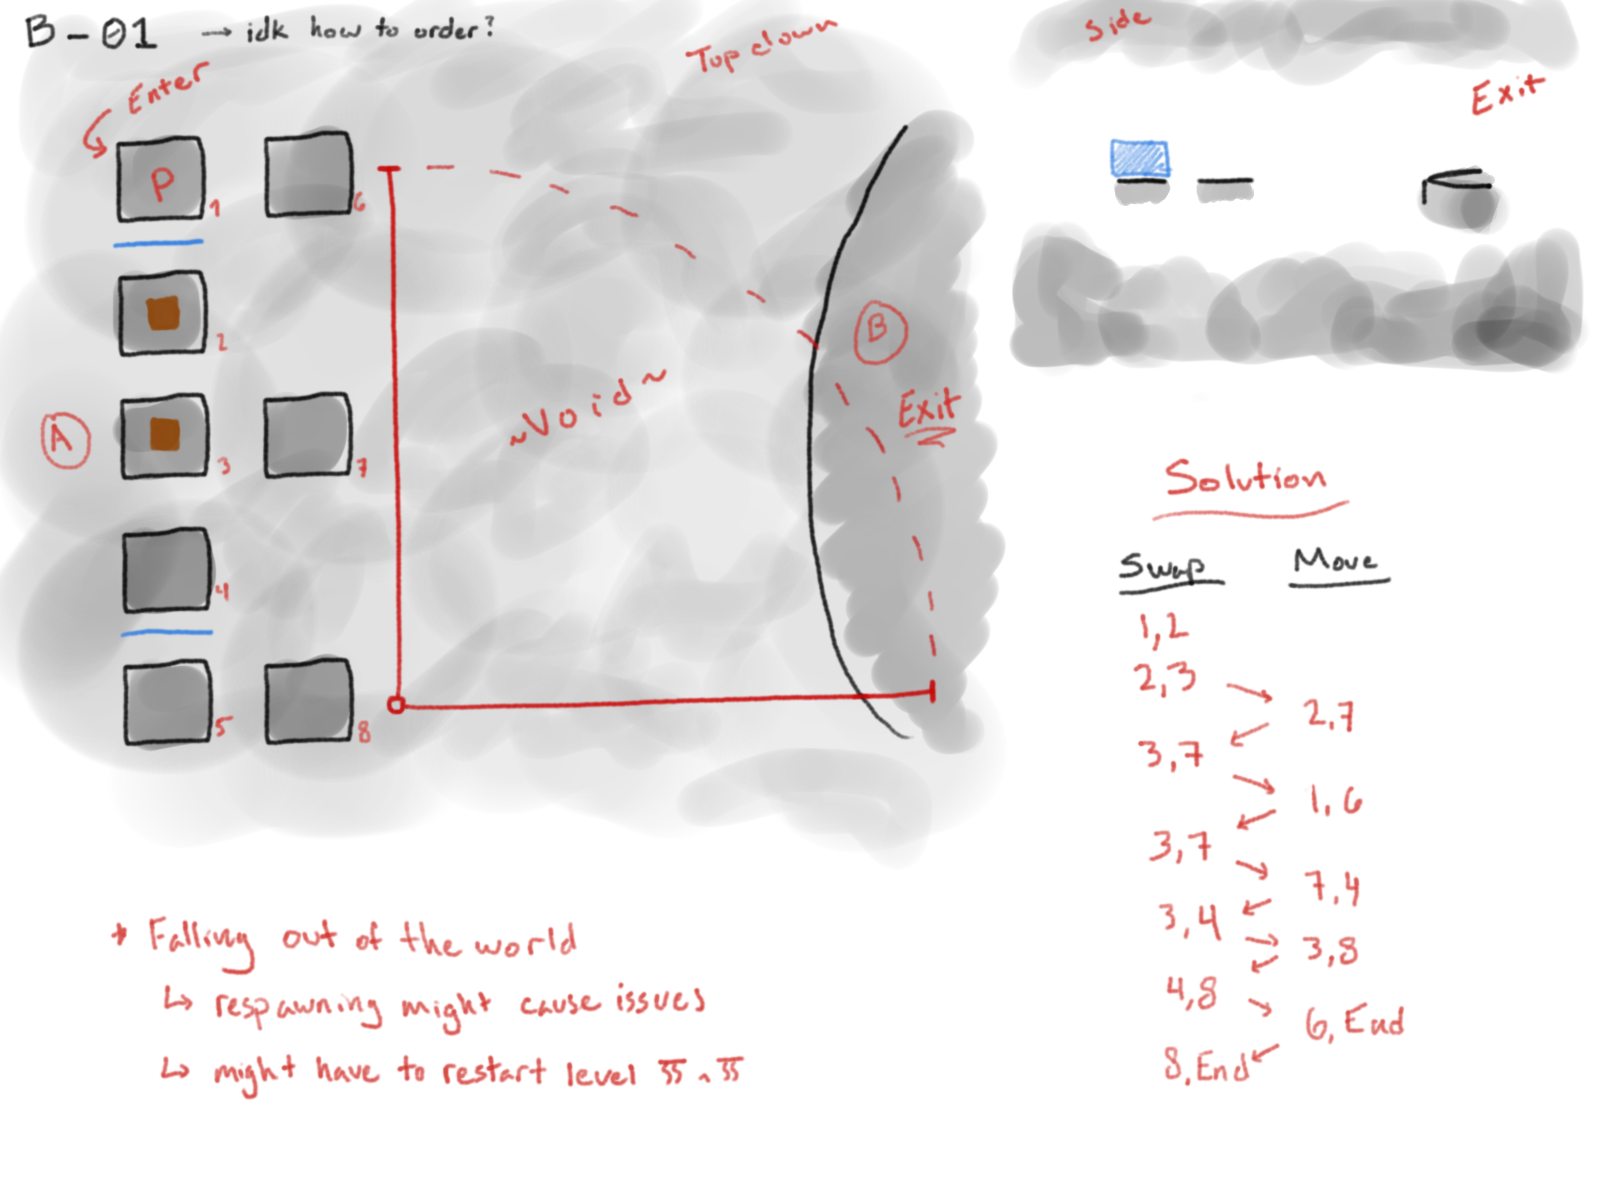 B-01 → idk how to order?
Enter
Top down
P
1
6
2
A
3
7
4
5
8
~Void~
B
Exit
Side
Exit
Solution
Swap Move
1,2
2,3
2,7
3,7
1,6
3,7
7,4
3,4
3,8
4,8
6,End
8,End
* Falling out of the world
↳ respawning might cause issues
↳ might have to restart level ㅠ.ㅠ